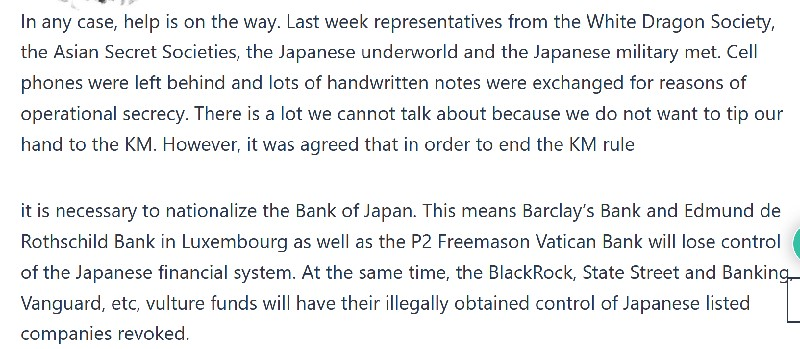 In any case, help is on the way. Last week representatives from the White Dragon Society,
the Asian Secret Societies, the Japanese underworld and the Japanese military met. Cell
phones were left behind and lots of handwritten notes were exchanged for reasons of
operational secrecy. There is a lot we cannot talk about because we do not want to tip our
hand to the KM. However, it was agreed that in order to end the KM rule
it is necessary to nationalize the Bank of Japan. This means Barclay's Bank and Edmund de
Rothschild Bank in Luxembourg as well as the P2 Freemason Vatican Bank will lose control
of the Japanese financial system. At the same time, the BlackRock, State Street and Banking,
Vanguard, etc, vulture funds will have their illegally obtained control of Japanese listed
companies revoked.